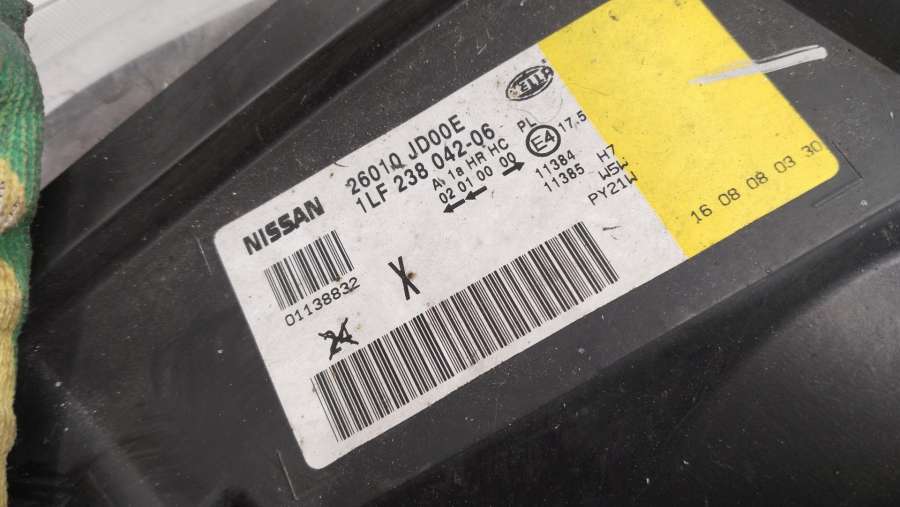 NISSAN
26010 JD00E
1LF 238 042-06
A, 18 HR HC
02 01 00 00
PL
E4
17.5
11384
11385
H7
W5W
PY21W
16 08 08 03 30
01138832
24
X